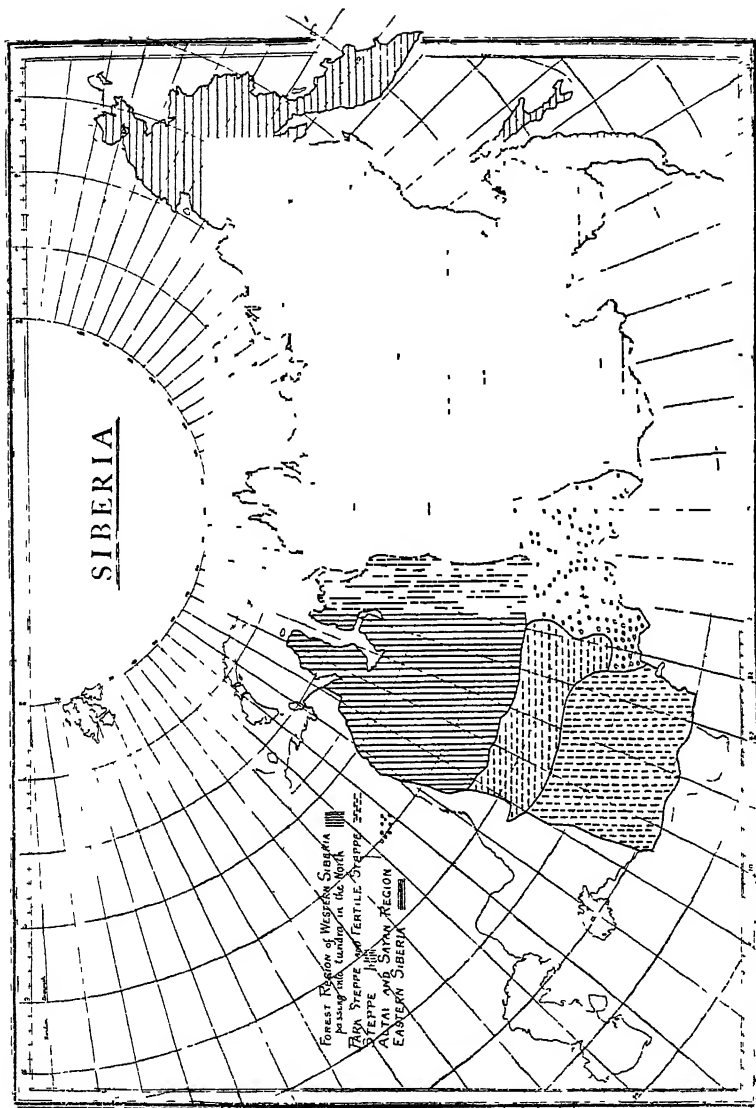 SIBERIA
FOREST REGION of WESTERN SIBERIA
passing into tundra in the North
PARK STEPPE and FERTILE STEPPE
STEPPE
ALTAI AND SAYAN REGION
EASTERN SIBERIA